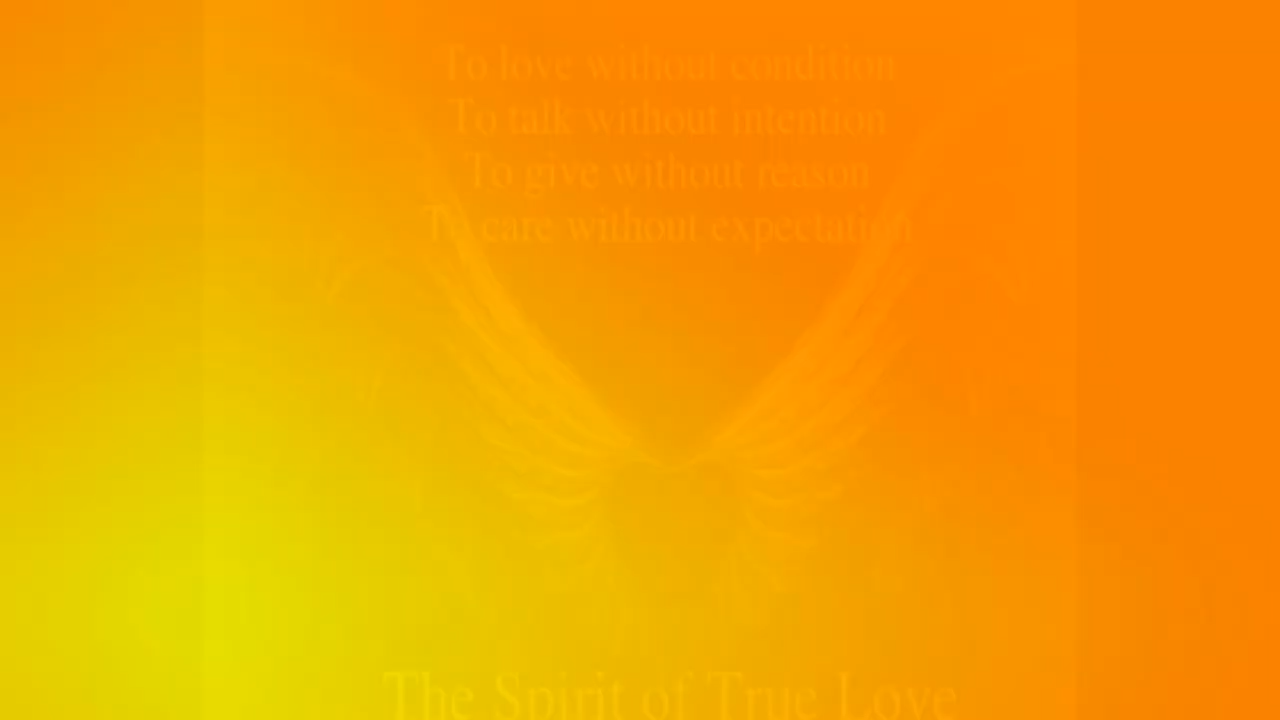 To love without condition
To talk without intention
To give without reason
To care without expectation
The Spirit of True Love